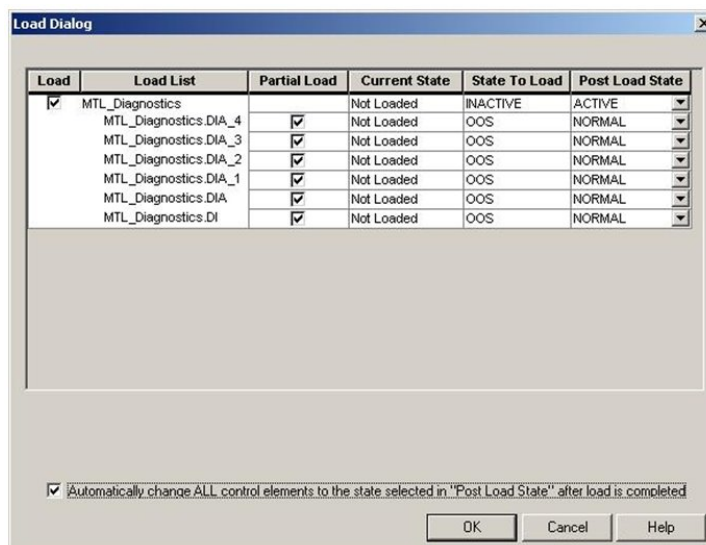 Load Dialog
Load Load List Partial Load Current State State To Load Post Load State
MTL_Diagnostics Not Loaded INACTIVE ACTIVE
MTL_Diagnostics.DIA_4 Not Loaded OOS NORMAL
MTL_Diagnostics.DIA_3 Not Loaded OOS NORMAL
MTL_Diagnostics.DIA_2 Not Loaded OOS NORMAL
MTL_Diagnostics.DIA_1 Not Loaded OOS NORMAL
MTL_Diagnostics.DIA Not Loaded OOS NORMAL
MTL_Diagnostics.DI Not Loaded OOS NORMAL
Automatically change ALL control elements to the state selected in "Post Load State" after load is completed
OK Cancel Help